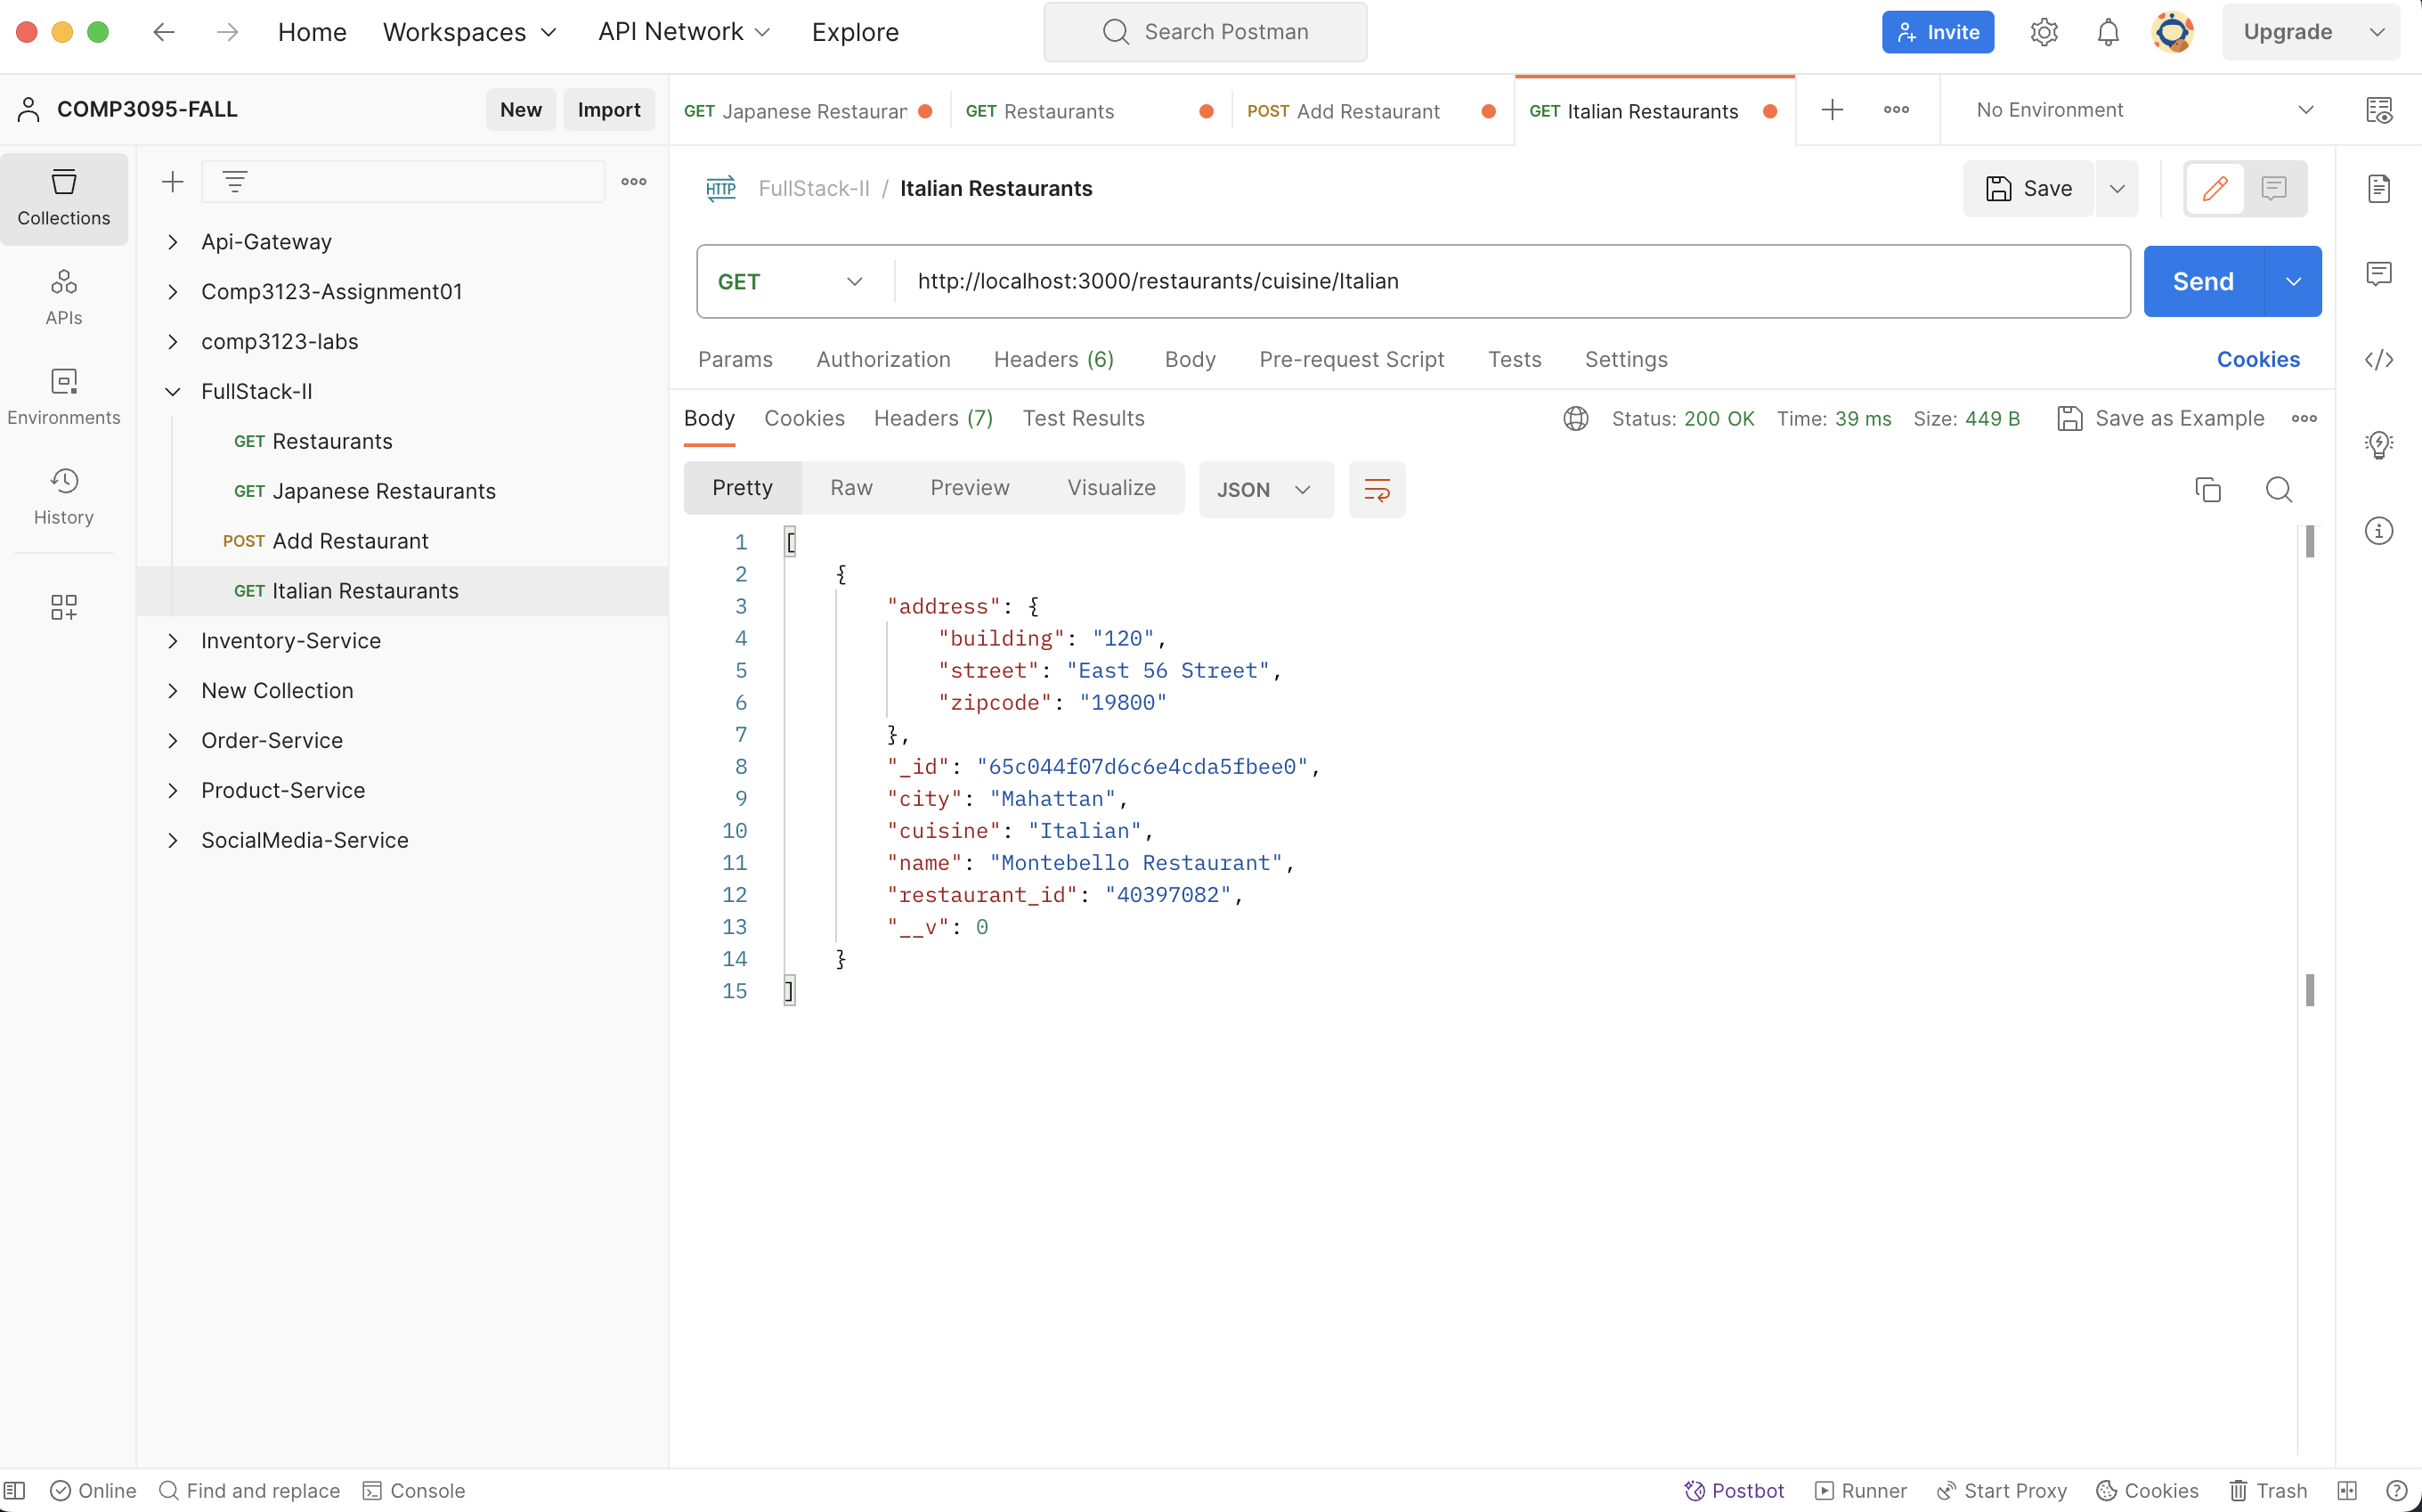 Home Workspaces API Network Explore Search Postman Invite Upgrade
COMP3095-FALL New Import
GET Japanese Restauran GET Restaurants POST Add Restaurant GET Italian Restaurants No Environment
Collections
APIs
Environments
History
Api-Gateway
Comp3123-Assignment01
comp3123-labs
FullStack-II
GET Restaurants
GET Japanese Restaurants
POST Add Restaurant
GET Italian Restaurants
Inventory-Service
New Collection
Order-Service
Product-Service
SocialMedia-Service
HTTP FullStack-II / Italian Restaurants Save
GET http://localhost:3000/restaurants/cuisine/Italian Send
Params Authorization Headers (6) Body Pre-request Script Tests Settings Cookies
Body Cookies Headers (7) Test Results Status: 200 OK Time: 39 ms Size: 449 B Save as Example
Pretty Raw Preview Visualize JSON
1 [
2 {
3 "address": {
4 "building": "120",
5 "street": "East 56 Street",
6 "zipcode": "19800"
7 },
8 "_id": "65c044f07d6c6e4cda5fbee0",
9 "city": "Mahattan",
10 "cuisine": "Italian",
11 "name": "Montebello Restaurant",
12 "restaurant_id": "40397082",
13 "__v": 0
14 }
15 ]
Online Find and replace Console Postbot Runner Start Proxy Cookies Trash